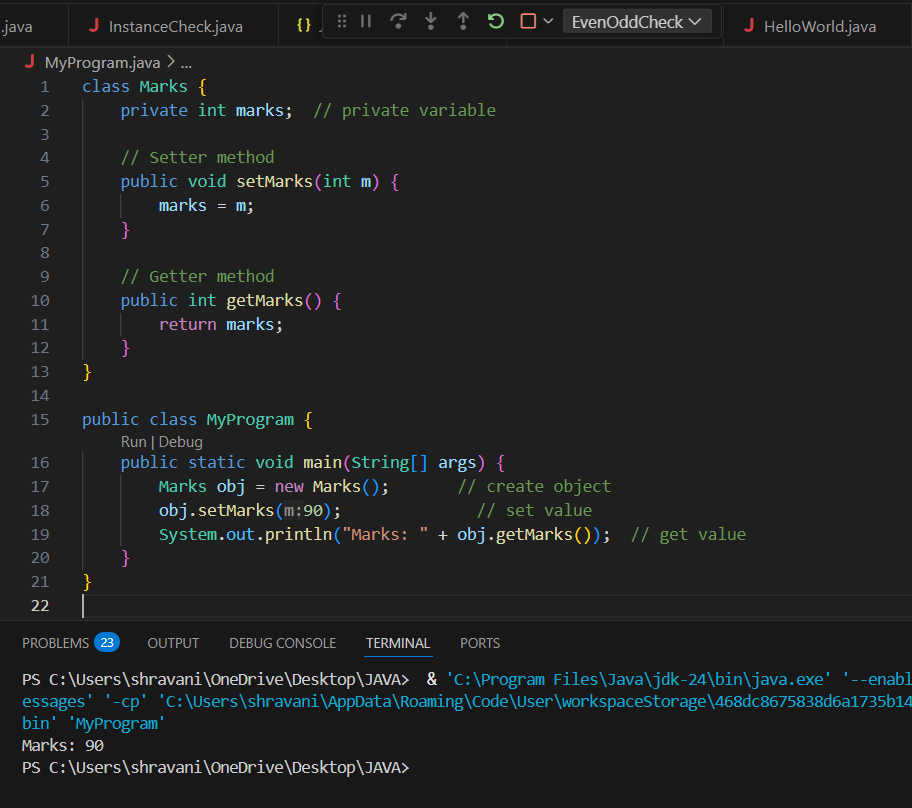 .java
J InstanceCheck.java
{} .
EvenOddCheck
J HelloWorld.java
J MyProgram.java > ...
1 class Marks {
2     private int marks;  // private variable
3
4     // Setter method
5     public void setMarks(int m) {
6         marks = m;
7     }
8
9     // Getter method
10     public int getMarks() {
11         return marks;
12     }
13 }
14
15 public class MyProgram {
Run | Debug
16     public static void main(String[] args) {
17         Marks obj = new Marks();       // create object
18         obj.setMarks(m:90);              // set value
19         System.out.println("Marks: " + obj.getMarks());  // get value
20     }
21 }
22
PROBLEMS 23 OUTPUT DEBUG CONSOLE TERMINAL PORTS
PS C:\Users\shravani\OneDrive\Desktop\JAVA>  & 'C:\Program Files\Java\jdk-24\bin\java.exe' '--enabl
essages' '-cp' 'C:\Users\shravani\AppData\Roaming\Code\User\workspaceStorage\468dc8675838d6a1735b14
bin' 'MyProgram'
Marks: 90
PS C:\Users\shravani\OneDrive\Desktop\JAVA>